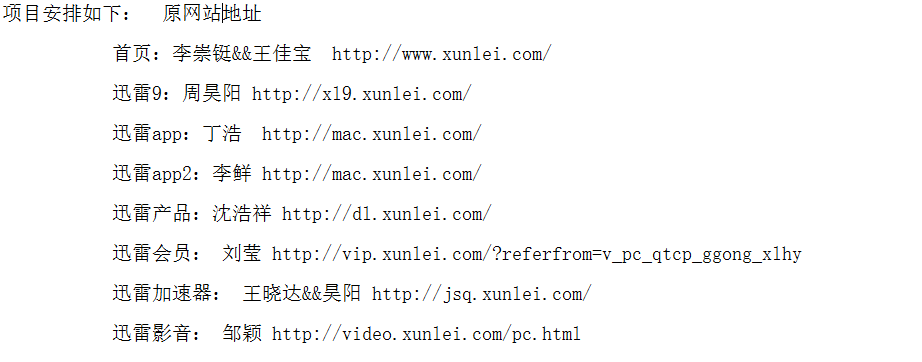 项目安排如下： 原网站地址
首页：李崇铤&&王佳宝 http://www.xunlei.com/
迅雷9：周昊阳 http://xl9.xunlei.com/
迅雷app：丁浩 http://mac.xunlei.com/
迅雷app2：李鲜 http://mac.xunlei.com/
迅雷产品：沈浩祥 http://dl.xunlei.com/
迅雷会员： 刘莹 http://vip.xunlei.com/?referfrom=v_pc_qtcp_ggong_xlhy
迅雷加速器： 王晓达&&昊阳 http://jsq.xunlei.com/
迅雷影音： 邹颖 http://video.xunlei.com/pc.html